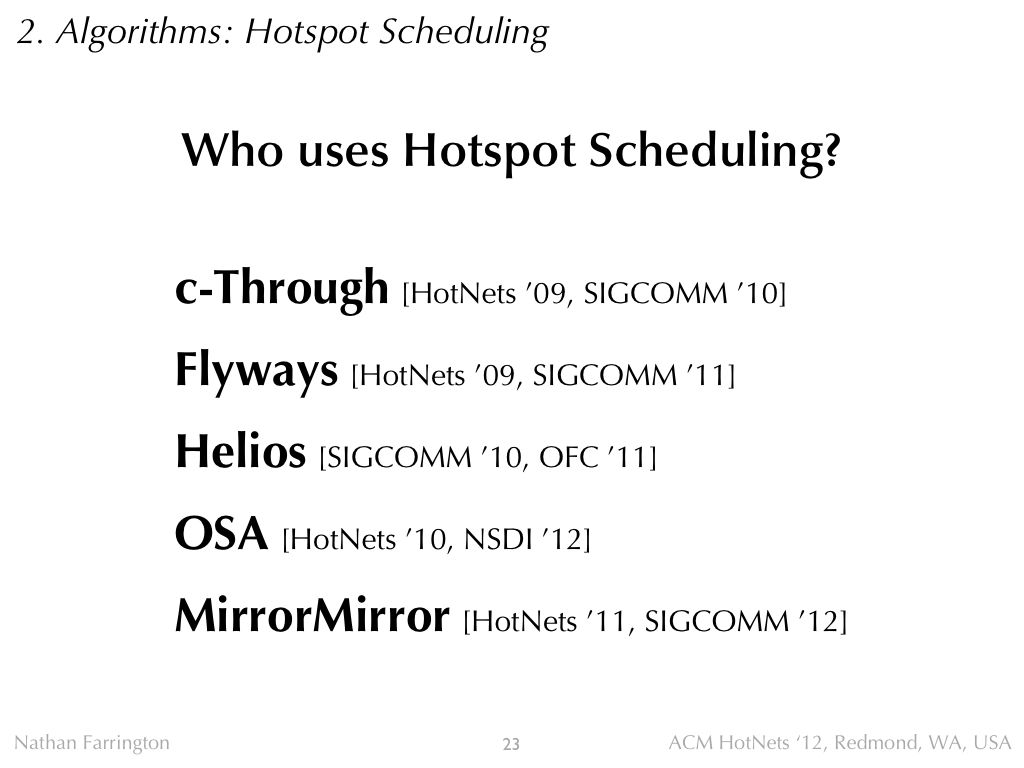 2. Algorithms: Hotspot Scheduling
Who uses Hotspot Scheduling?
c-Through [HotNets ’09, SIGCOMM ’10]
Flyways [HotNets ’09, SIGCOMM ’11]
Helios [SIGCOMM ’10, OFC ’11]
OSA [HotNets ’10, NSDI ’12]
MirrorMirror [HotNets ’11, SIGCOMM ’12]
Nathan Farrington 23 ACM HotNets ‘12, Redmond, WA, USA